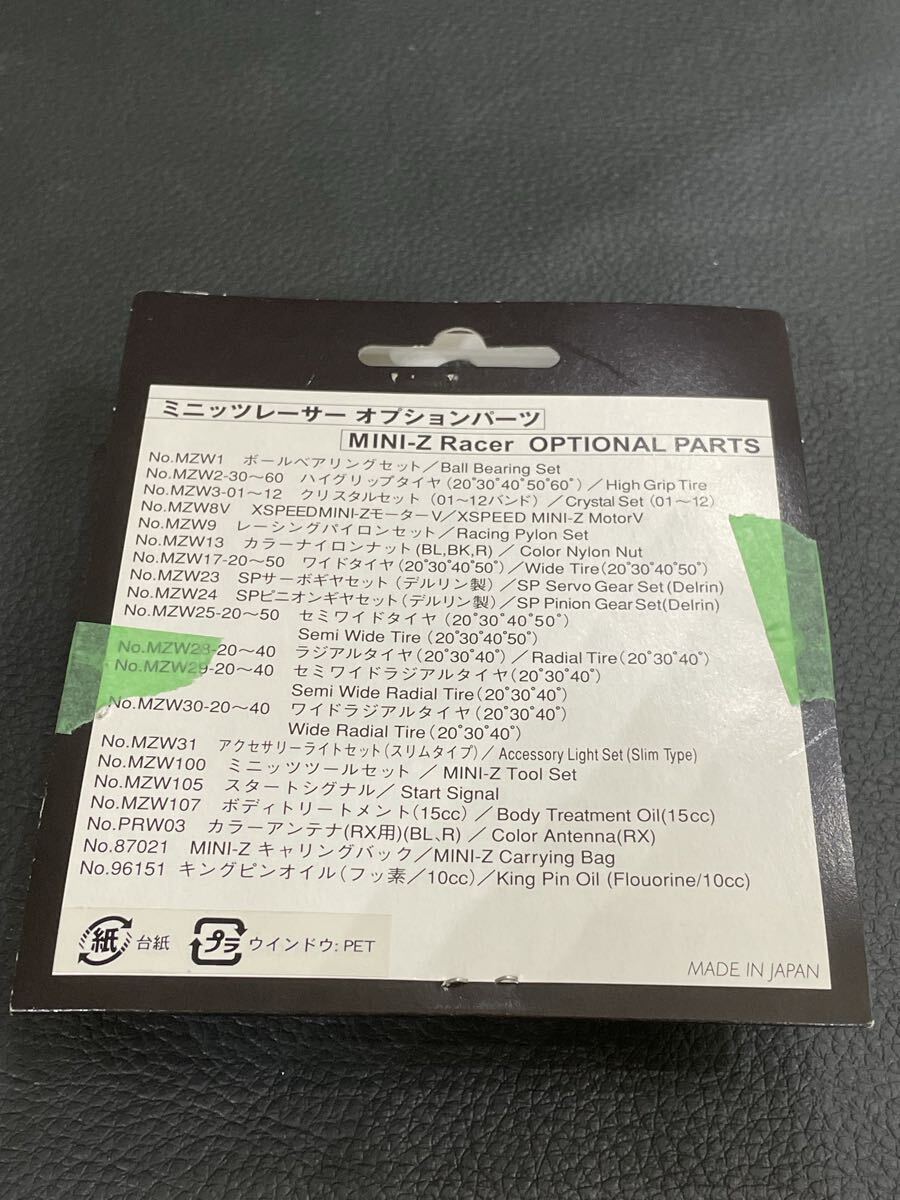 ミニッツレーサー オプションパーツ
MINI-Z Racer OPTIONAL PARTS
No.MZW1 ボールベアリングセット／Ball Bearing Set
No.MZW2-30～60 ハイグリップタイヤ（20°30°40°50°60°）／High Grip Tire
No.MZW3-01～12 クリスタルセット（01～12バンド）／Crystal Set（01～12）
No.MZW8V XSPEEDMINI-ZモーターV／XSPEED MINI-Z MotorV
No.MZW9 レーシングパイロンセット／Racing Pylon Set
No.MZW13 カラーナイロンナット(BL,BK,R)／Color Nylon Nut
No.MZW17-20～50 ワイドタイヤ（20°30°40°50°）／Wide Tire（20°30°40°50°）
No.MZW23 SPサーボギヤセット（デルリン製）／SP Servo Gear Set(Delrin)
No.MZW24 SPピニオンギヤセット（デルリン製）／SP Pinion Gear Set(Delrin)
No.MZW25-20～50 セミワイドタイヤ（20°30°40°50°）
Semi Wide Tire（20°30°40°50°）
No.MZW28-20～40 ラジアルタイヤ（20°30°40°）／Radial Tire（20°30°40°）
No.MZW29-20～40 セミワイドラジアルタイヤ（20°30°40°）
Semi Wide Radial Tire（20°30°40°）
No.MZW30-20～40 ワイドラジアルタイヤ（20°30°40°）
Wide Radial Tire（20°30°40°）
No.MZW31 アクセサリーライトセット（スリムタイプ）／Accessory Light Set (Slim Type)
No.MZW100 ミニッツツールセット／MINI-Z Tool Set
No.MZW105 スタートシグナル／Start Signal
No.MZW107 ボディトリートメント（15cc）／Body Treatment Oil(15cc)
No.PRW03 カラーアンテナ(RX用)(BL、R)／Color Antenna(RX)
No.87021 MINI-Z キャリングバック／MINI-Z Carrying Bag
No.96151 キングピンオイル（フッ素／10cc）／King Pin Oil (Flouorine/10cc)
紙 台紙 プラ ウインドウ: PET
MADE IN JAPAN